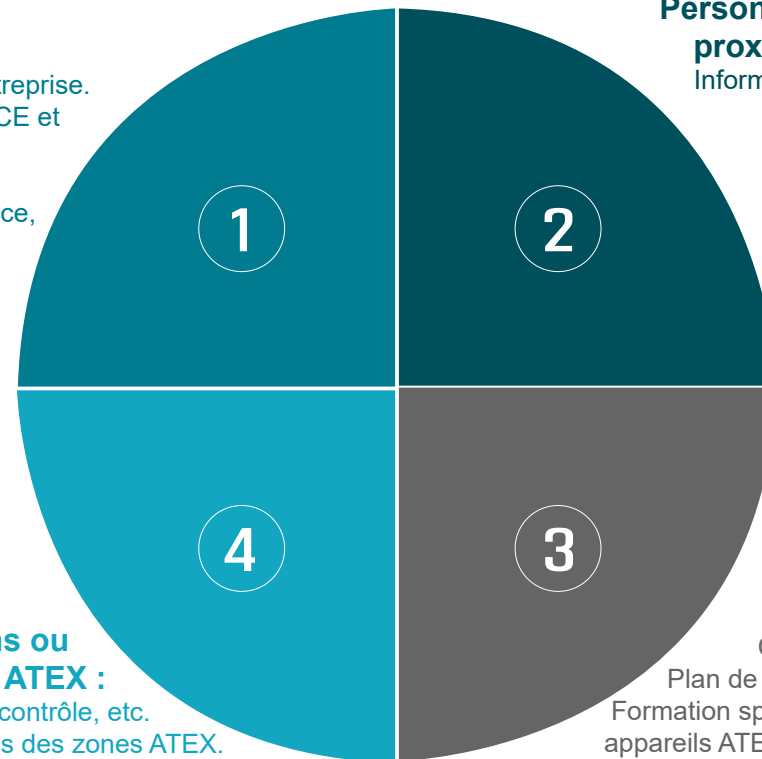 treprise.
CE et
ce,
1
Person
prox
Inform
2
4
ns ou
ATEX :
contrôle, etc.
s des zones ATEX.
3
Plan de
Formation sp
appareils ATE